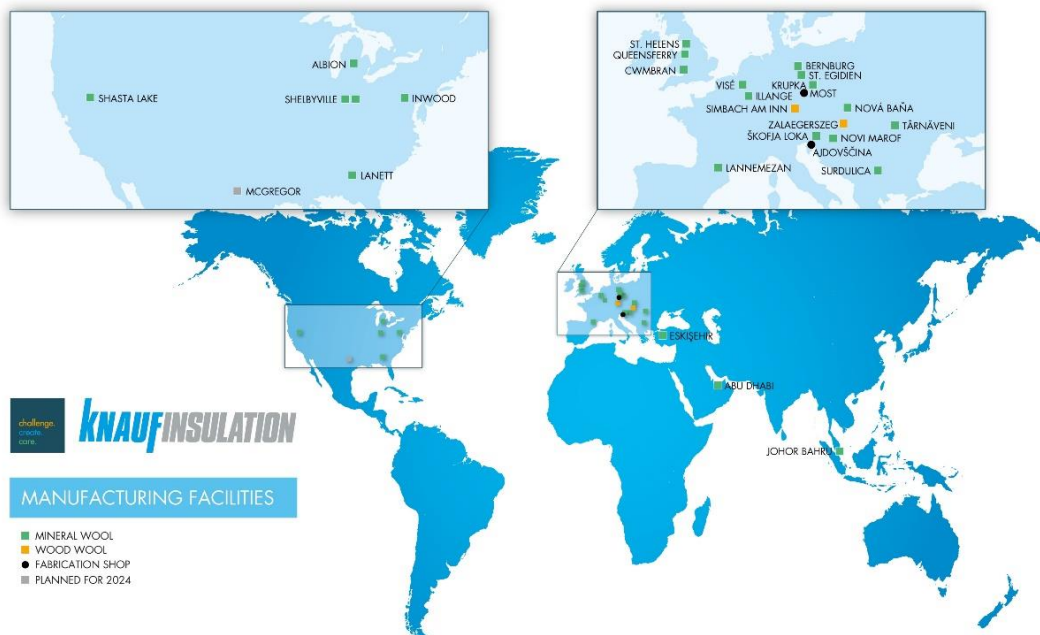 ALBION
SHASTA LAKE
SHELBYVILLE
INWOOD
LANETT
MCGREGOR
ST. HELENS
QUEENSFERRY
CWMBRAN
BERNBURG
ST. EGIDIEN
VISÉ
KRUPKA
ILLANGE
MOST
SIMBACH AM INN
NOVÁ BAŇA
ZALAEGERSZEG
TÂRNĂVENI
ŠKOFJA LOKA
NOVI MAROF
AJDOVŠČINA
LANNEMEZAN
SURDULICA
ESKIŞEHİR
ABU DHABI
JOHOR BAHRU
challenge.
create.
care.
KNAUFINSULATION
MANUFACTURING FACILITIES
MINERAL WOOL
WOOD WOOL
FABRICATION SHOP
PLANNED FOR 2024